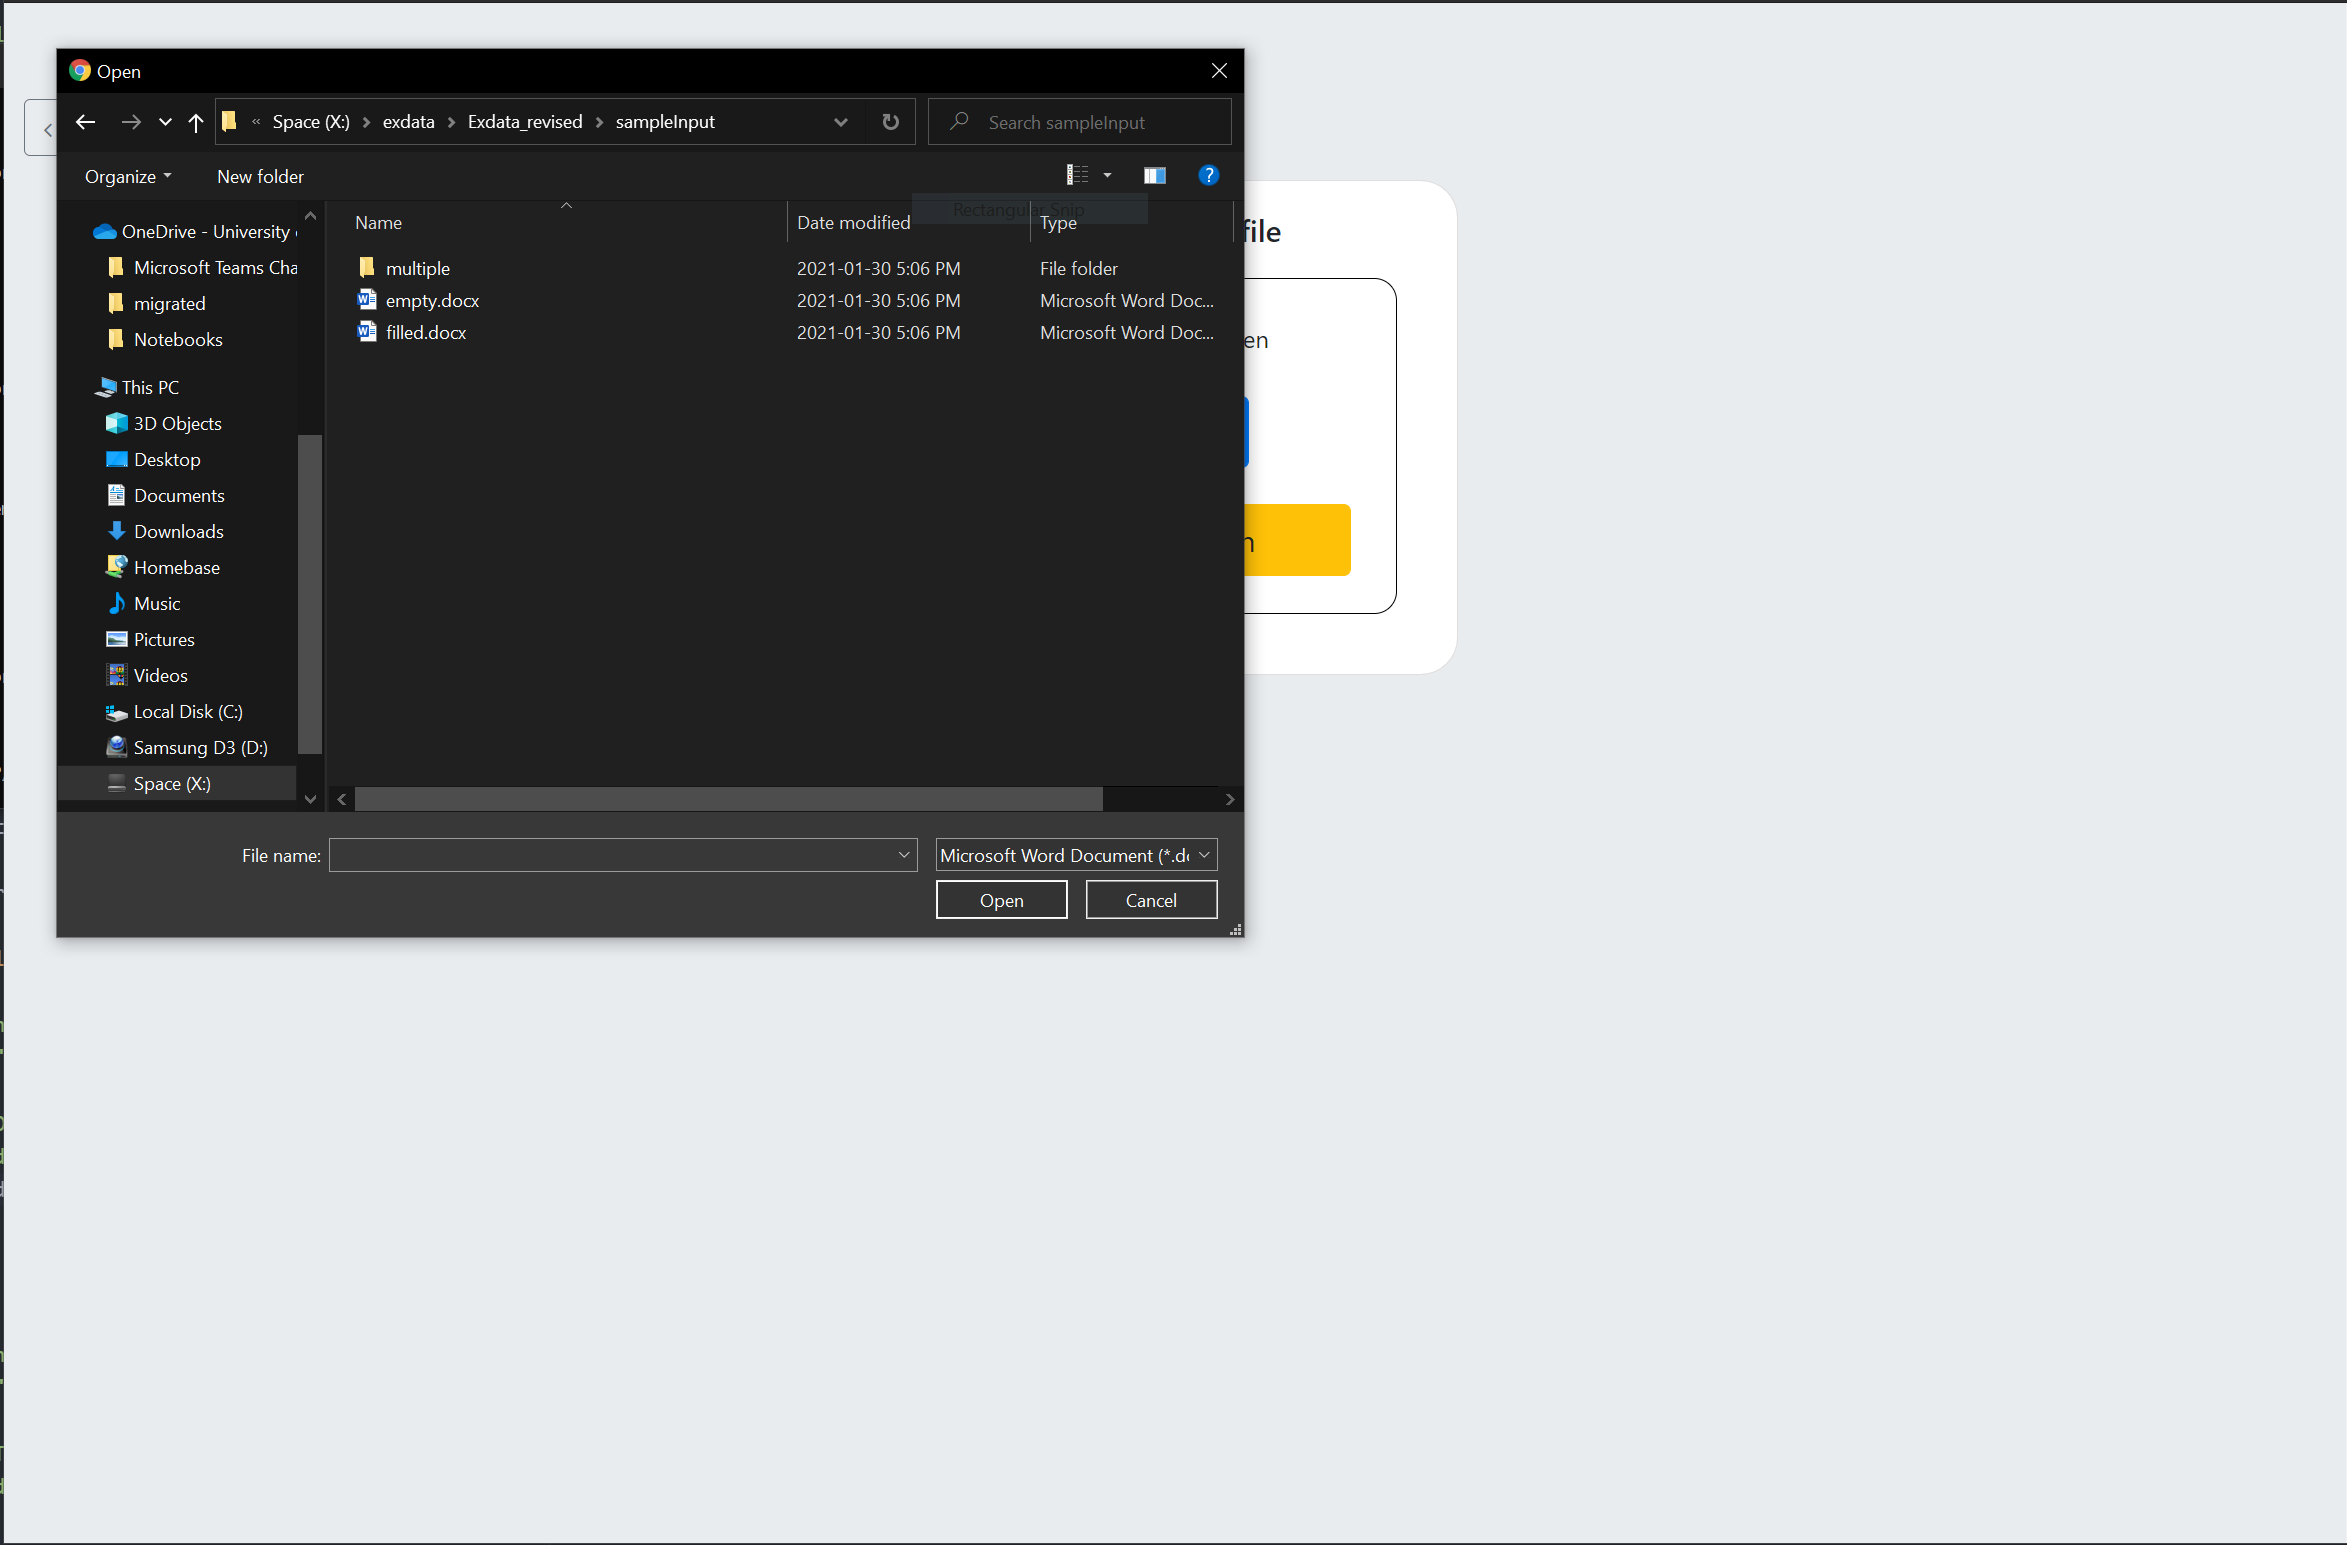 Open
Space (X:) exdata Exdata_revised sampleInput
Search sampleInput
Organize New folder
Rectangular Snip
Name Date modified Type
OneDrive - University
Microsoft Teams Cha
migrated
Notebooks
This PC
3D Objects
Desktop
Documents
Downloads
Homebase
Music
Pictures
Videos
Local Disk (C:)
Samsung D3 (D:)
Space (X:)
multiple 2021-01-30 5:06 PM File folder
empty.docx 2021-01-30 5:06 PM Microsoft Word Doc...
filled.docx 2021-01-30 5:06 PM Microsoft Word Doc...
File name:
Microsoft Word Document (*.do
Open Cancel
file
en
n